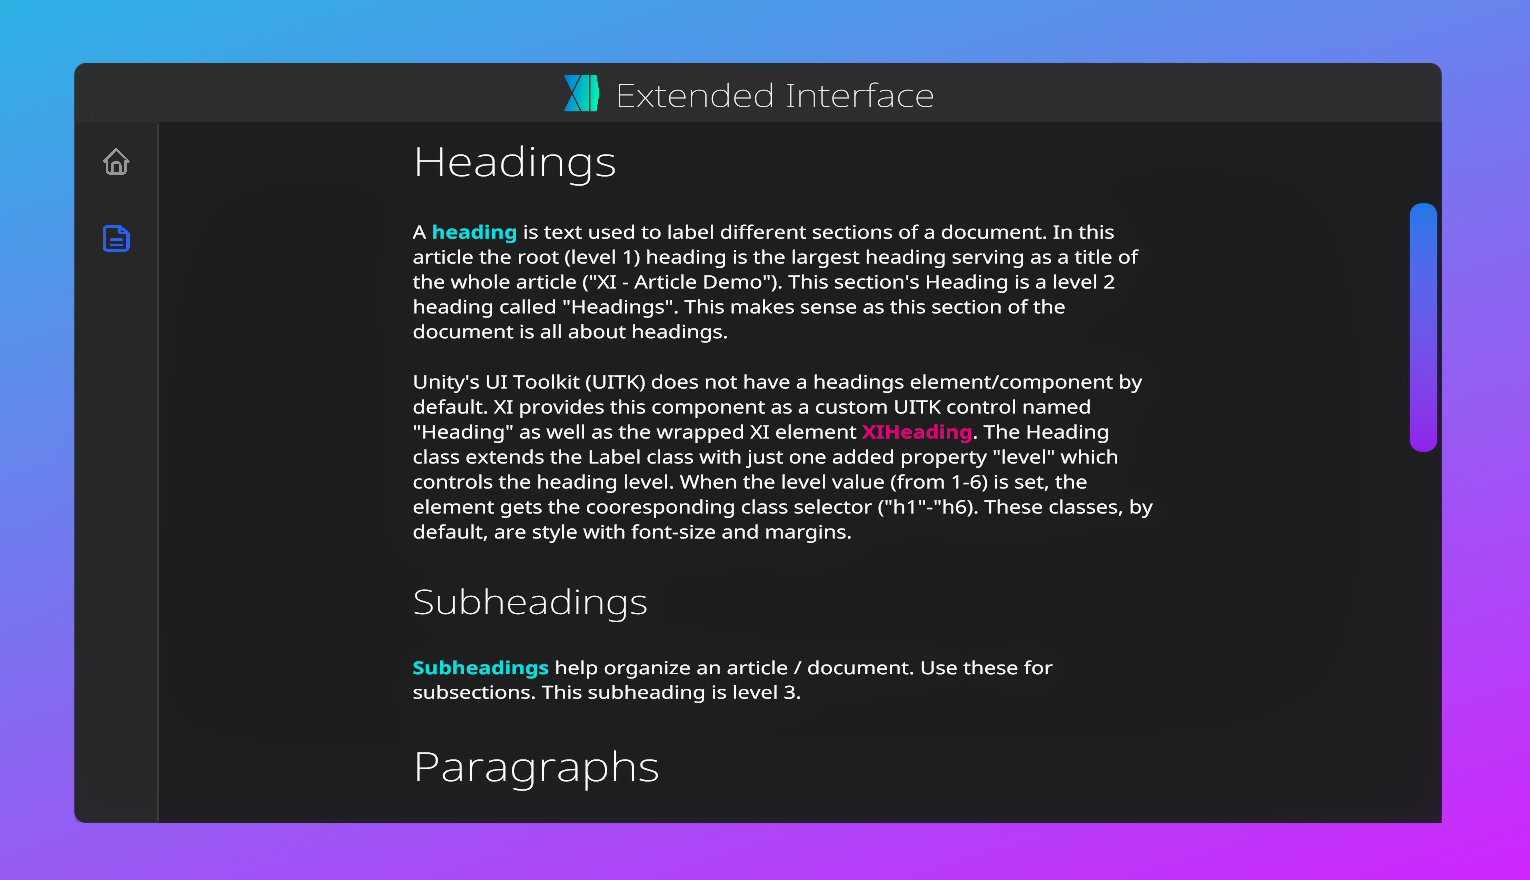 XI Extended Interface
Headings
A heading is text used to label different sections of a document. In this
article the root (level 1) heading is the largest heading serving as a title of
the whole article ("XI - Article Demo"). This section's Heading is a level 2
heading called "Headings". This makes sense as this section of the
document is all about headings.
Unity's UI Toolkit (UITK) does not have a headings element/component by
default. XI provides this component as a custom UITK control named
"Heading" as well as the wrapped XI element XIHeading. The Heading
class extends the Label class with just one added property "level" which
controls the heading level. When the level value (from 1-6) is set, the
element gets the cooresponding class selector ("h1"-"h6). These classes, by
default, are style with font-size and margins.
Subheadings
Subheadings help organize an article / document. Use these for
subsections. This subheading is level 3.
Paragraphs